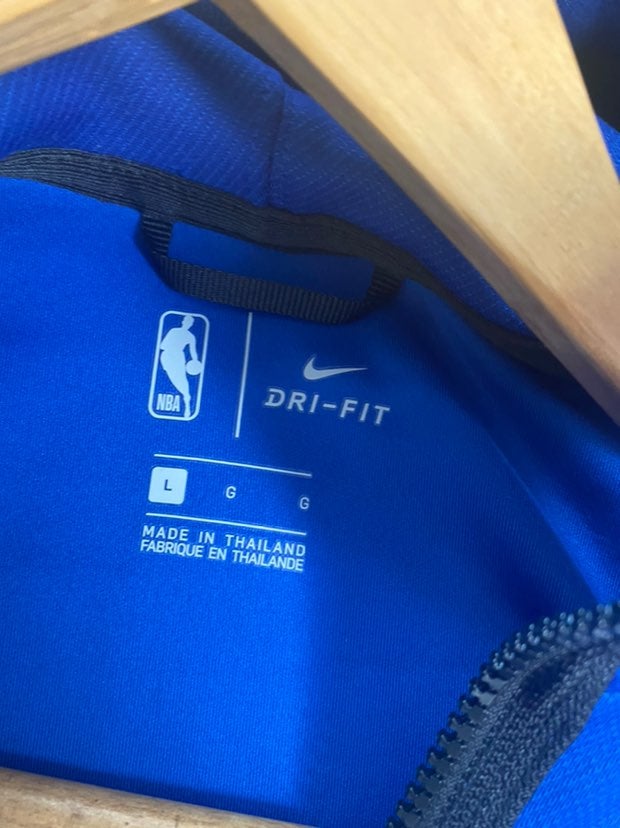 NBA
DRI-FIT
L G G
MADE IN THAILAND
FABRIQUE EN THAILANDE